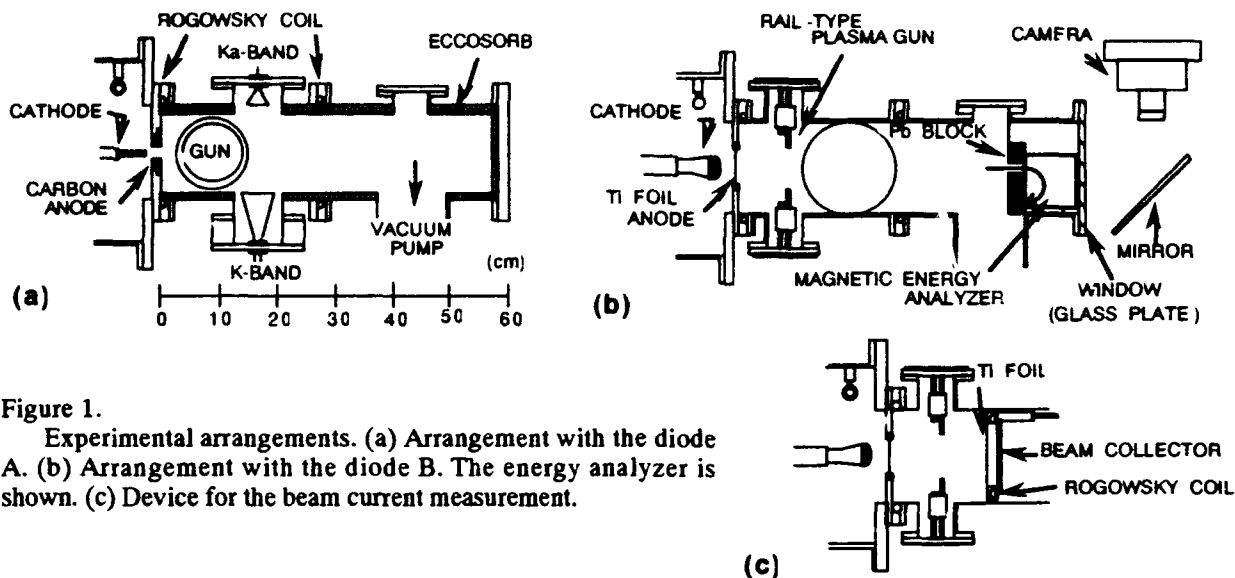 ROGOWSKY COIL
Ka-BAND
ECCOSORB
CATHODE
GUN
CARBON
ANODE
VACUUM
PUMP
K-BAND
(cm)
(a)
0 10 20 30 40 50 60
RAIL-TYPE
PLASMA GUN
CAMFRA
CATHODE
Pb BLOCK
TI FOIL
ANODE
MAGNETIC ENERGY
ANALYZER
MIRROR
WINDOW
(GLASS PLATE)
(b)
TI FOIL
BEAM COLLECTOR
ROGOWSKY COIL
(c)
Figure 1.
Experimental arrangements. (a) Arrangement with the diode
A. (b) Arrangement with the diode B. The energy analyzer is
shown. (c) Device for the beam current measurement.